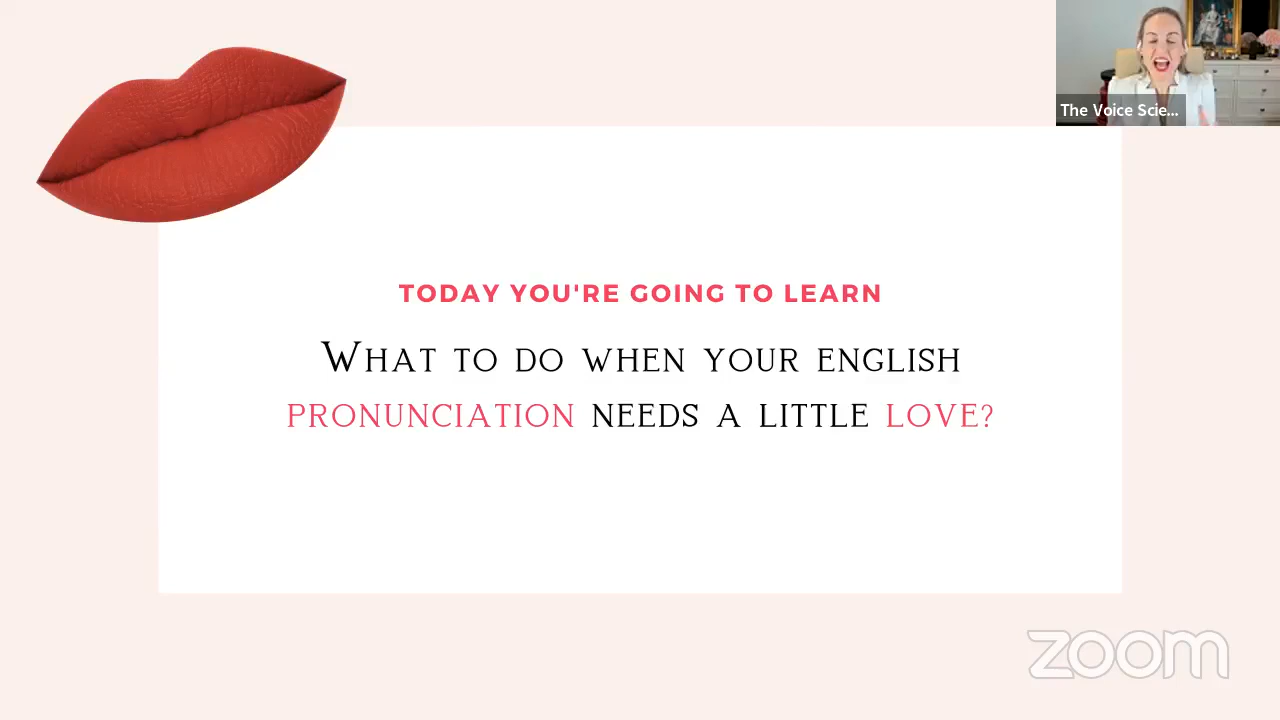 The Voice Scie...
TODAY YOU'RE GOING TO LEARN
WHAT TO DO WHEN YOUR ENGLISH
PRONUNCIATION NEEDS A LITTLE LOVE?
zoom